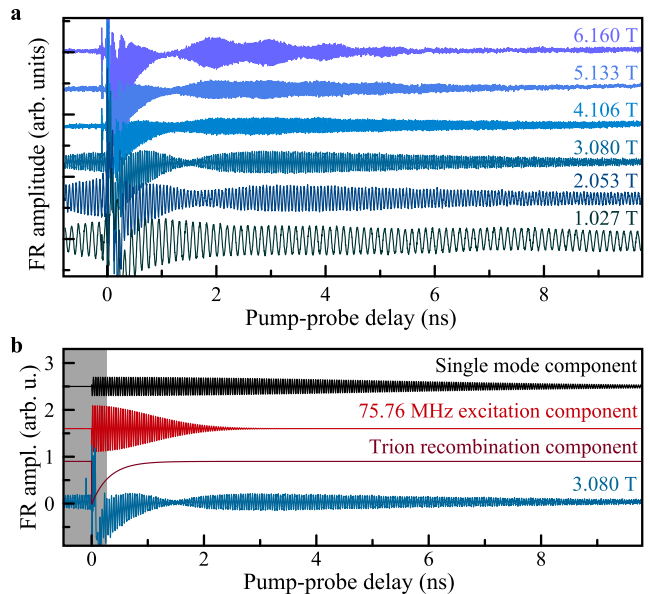 a
FR amplitude (arb. units)
6.160 T
5.133 T
4.106 T
3.080 T
2.053 T
1.027 T
0 2 4 6 8
Pump-probe delay (ns)
b
FR ampl. (arb. u.)
3
2
1
0
Single mode component
75.76 MHz excitation component
Trion recombination component
3.080 T
0 2 4 6 8
Pump-probe delay (ns)